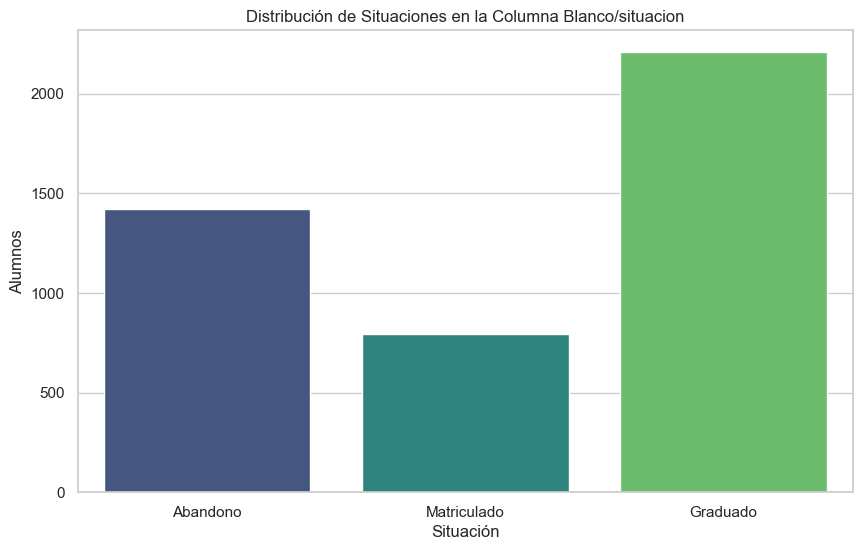 Distribución de Situaciones en la Columna Blanco/situacion
Alumnos
2000
1500
1000
500
0
Abandono
Matriculado
Graduado
Situación